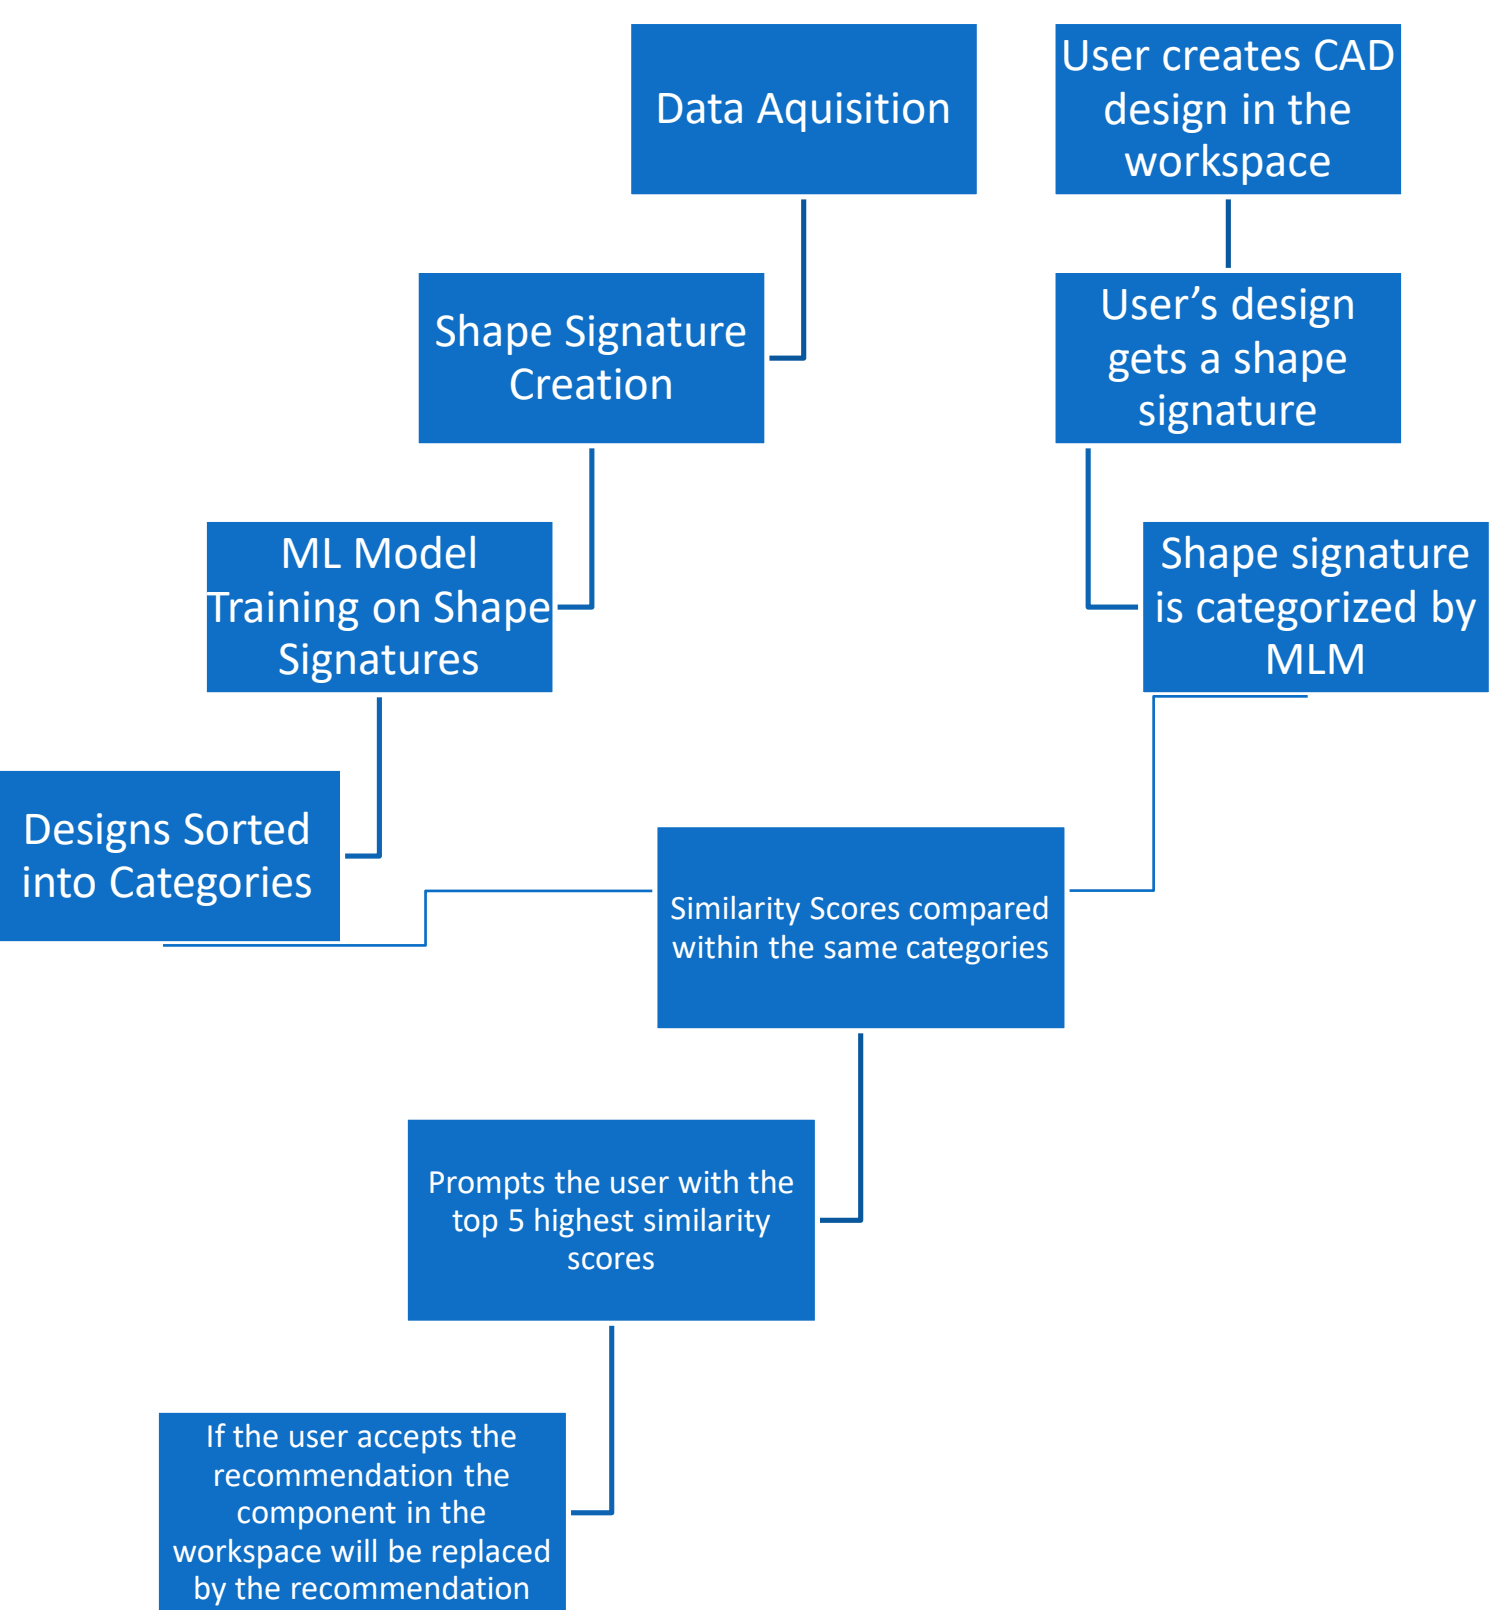 Data Aquisition
User creates CAD
design in the
workspace
Shape Signature
Creation
User’s design
gets a shape
signature
ML Model
Training on Shape
Signatures
Shape signature
is categorized by
MLM
Designs Sorted
into Categories
Similarity Scores compared
within the same categories
Prompts the user with the
top 5 highest similarity
scores
If the user accepts the
recommendation the
component in the
workspace will be replaced
by the recommendation